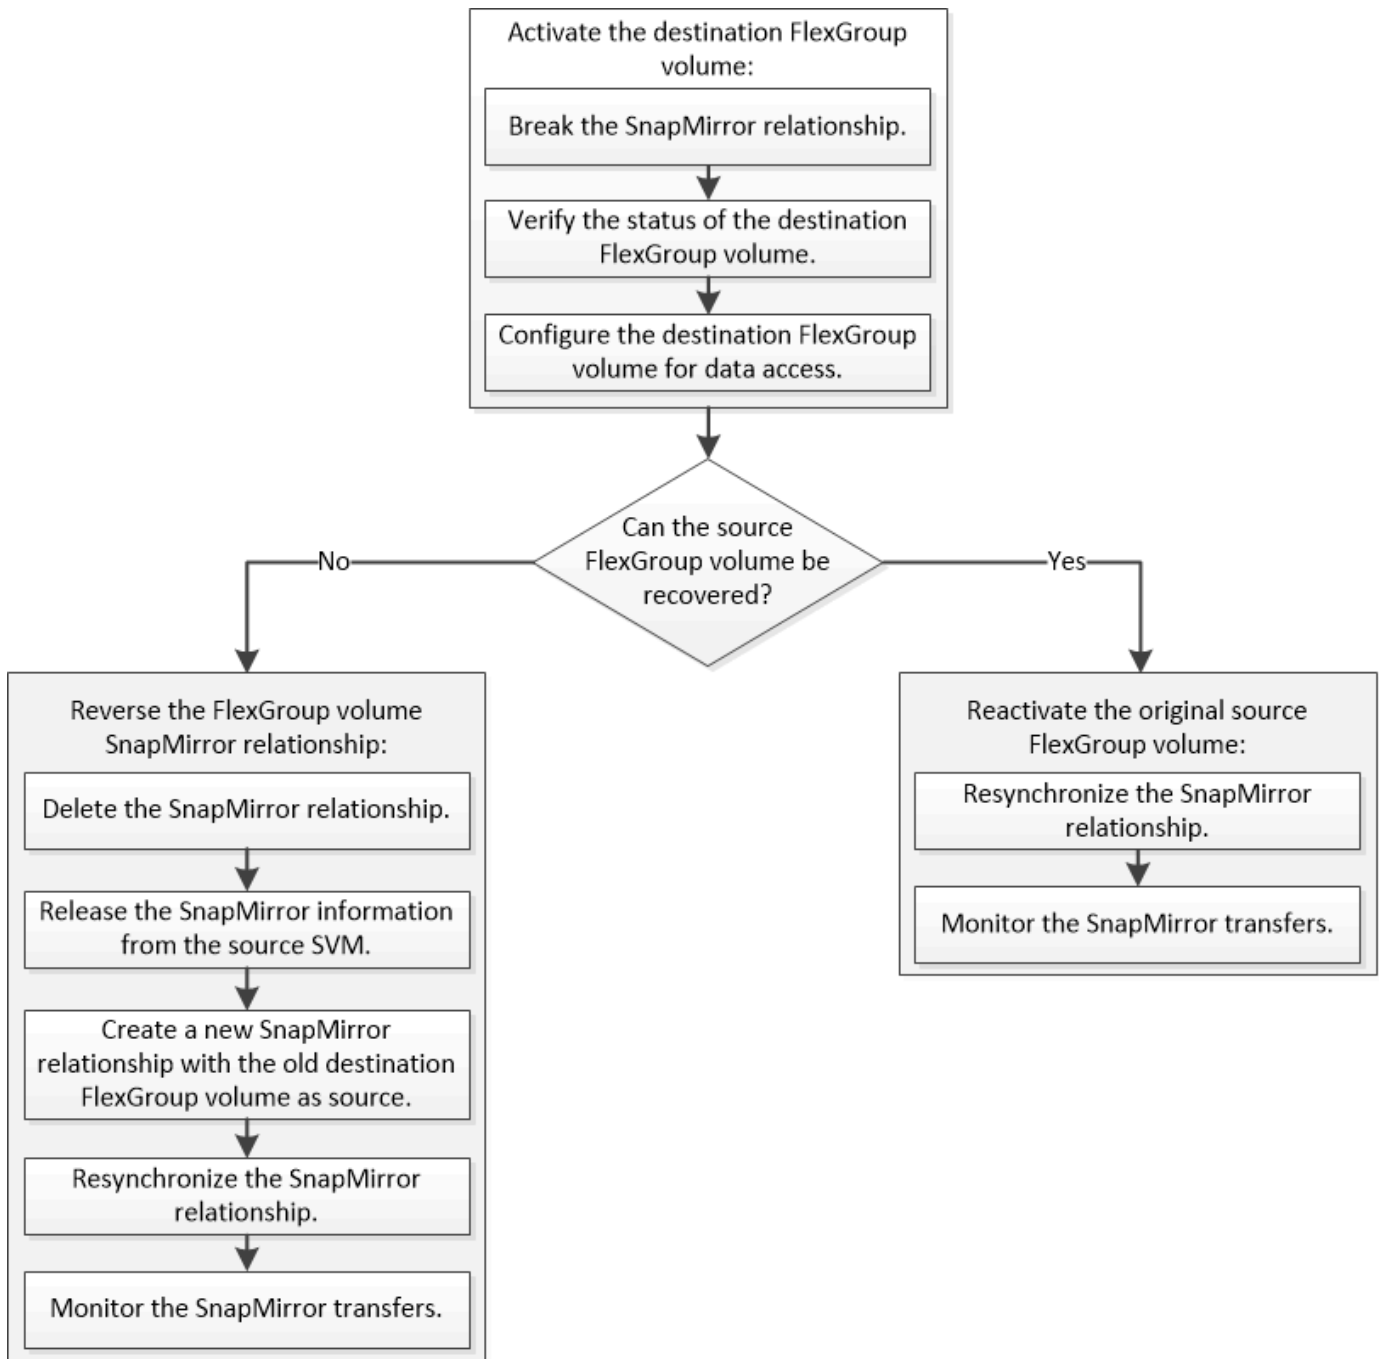 Activate the destination FlexGroup
volume:
Break the SnapMirror relationship.
Verify the status of the destination
FlexGroup volume.
Configure the destination FlexGroup
volume for data access.
Can the source
FlexGroup volume be
recovered?
No
Yes
Reverse the FlexGroup volume
SnapMirror relationship:
Delete the SnapMirror relationship.
Release the SnapMirror information
from the source SVM.
Create a new SnapMirror
relationship with the old destination
FlexGroup volume as source.
Resynchronize the SnapMirror
relationship.
Monitor the SnapMirror transfers.
Reactivate the original source
FlexGroup volume:
Resynchronize the SnapMirror
relationship.
Monitor the SnapMirror transfers.